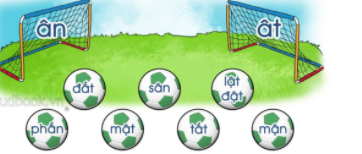 ân ât
đất sân lật
đật
phấn mật tất mận